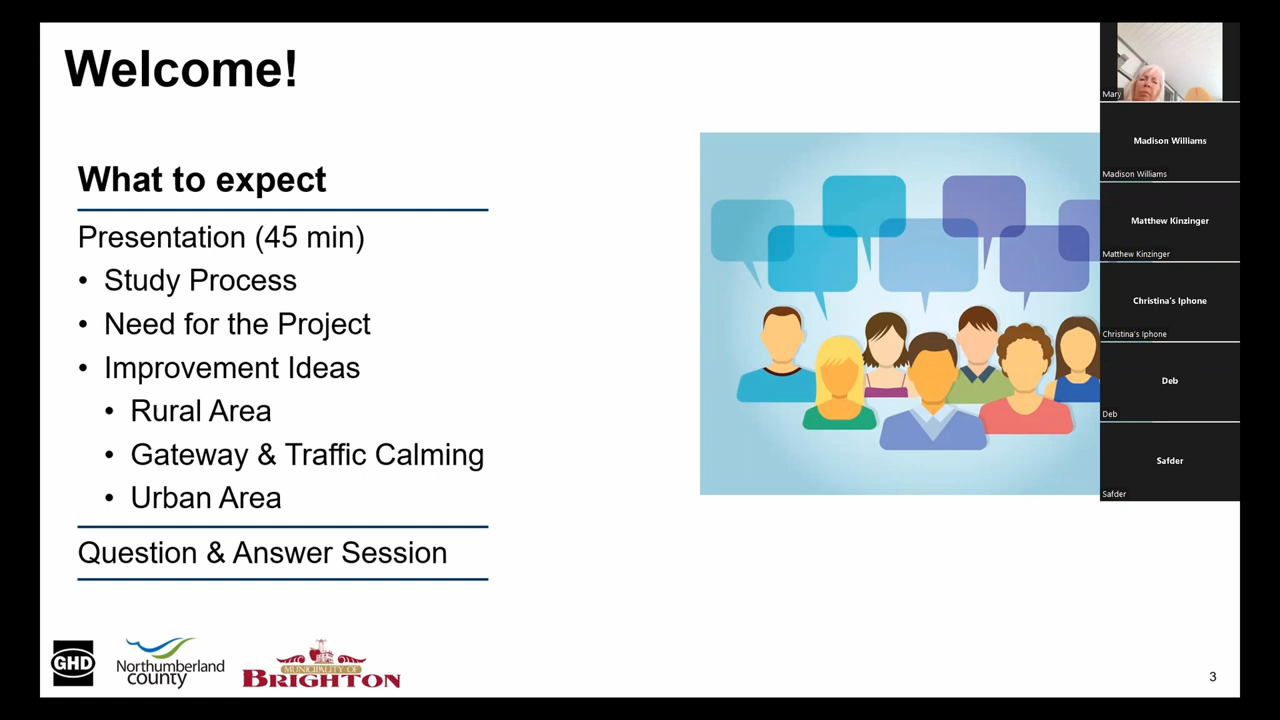 Welcome!
What to expect
Presentation (45 min)
• Study Process
• Need for the Project
• Improvement Ideas
• Rural Area
• Gateway & Traffic Calming
• Urban Area
Question & Answer Session
GHD
Northumberland
county
MUNICIPALITY OF
BRIGHTON
3
Mary
Madison Williams
Madison Williams
Matthew Kinzinger
Matthew Kinzinger
Christina's Iphone
Christina's Iphone
Deb
Deb
Safder
Safder